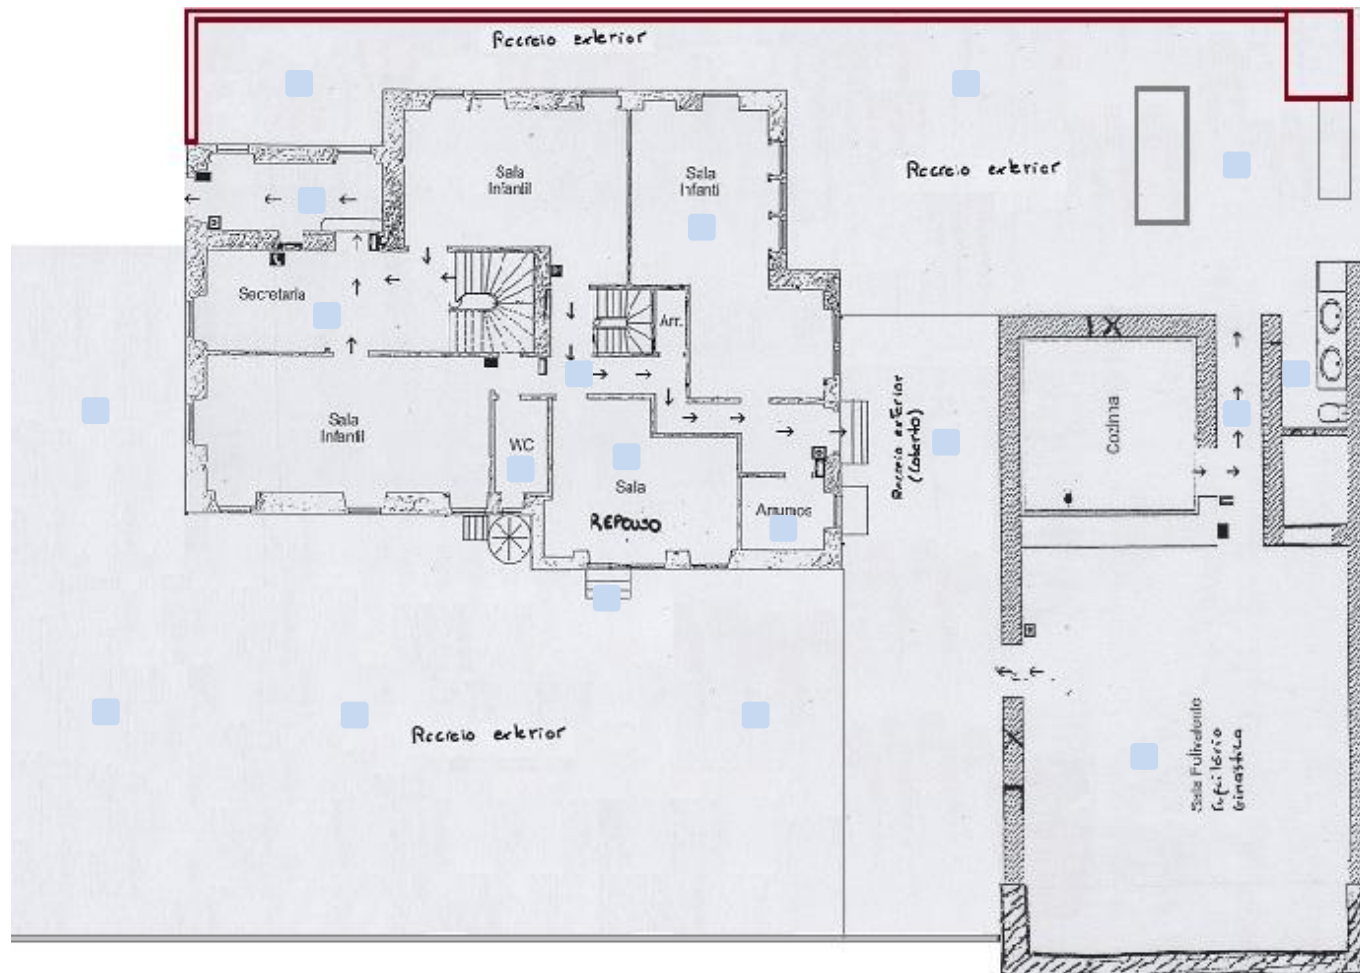 Recreio exterior
Sala
Infantil
Sala
Infanti
Recreio exterior
Secretaria
Arr.
Sala
Infantil
WC
Sala
REPOUSO
Arrumos
Recreio exterior
(Coberto)
Cozinha
Recreio exterior
Sala Polivalente
Refeitório
Ginástica